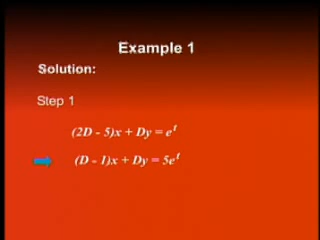 Example 1
Solution:
Step 1
(2D - 5)x + Dy = e^t
(D - 1)x + Dy = 5e^t